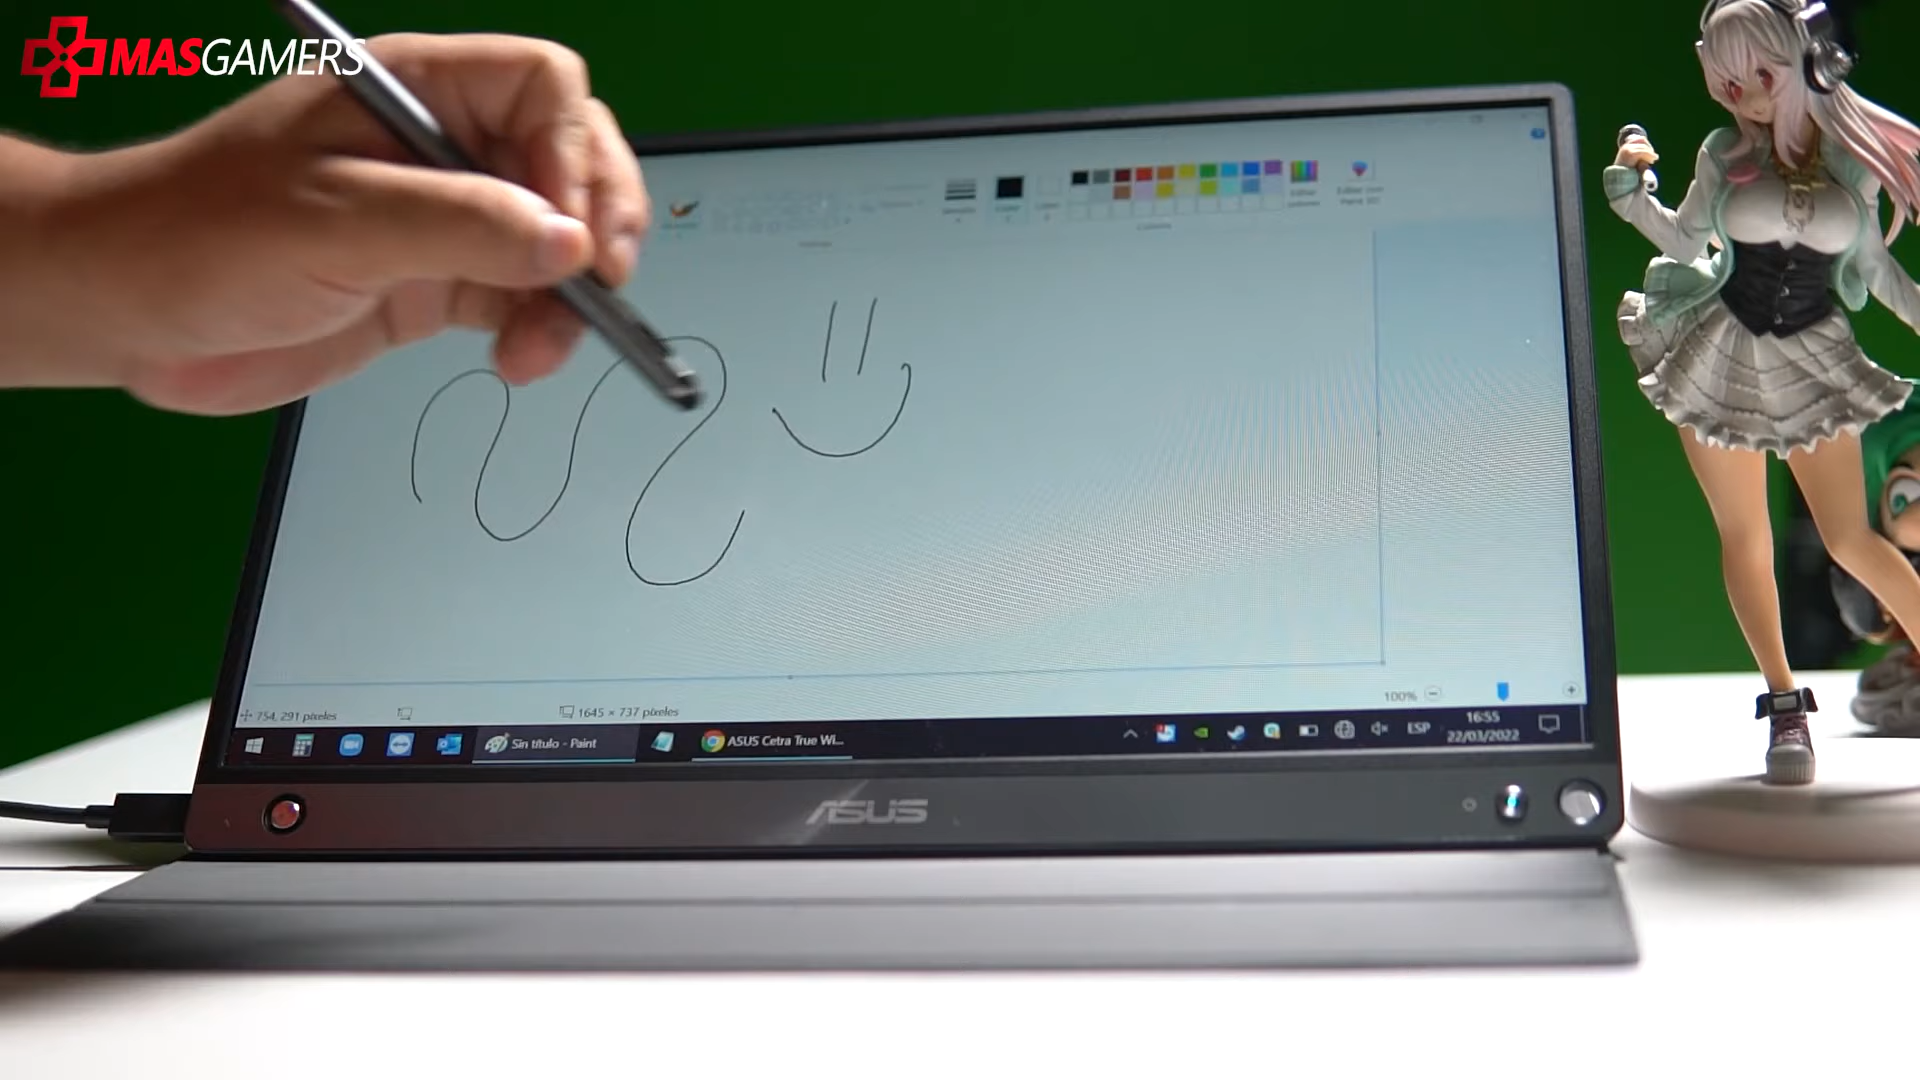 MASGAMERS
754, 291 píxeles
1645 × 737 píxeles
100%
Sin título - Paint
ASUS Cetra True Wi...
ESP
16:55
22/03/2022
ASUS